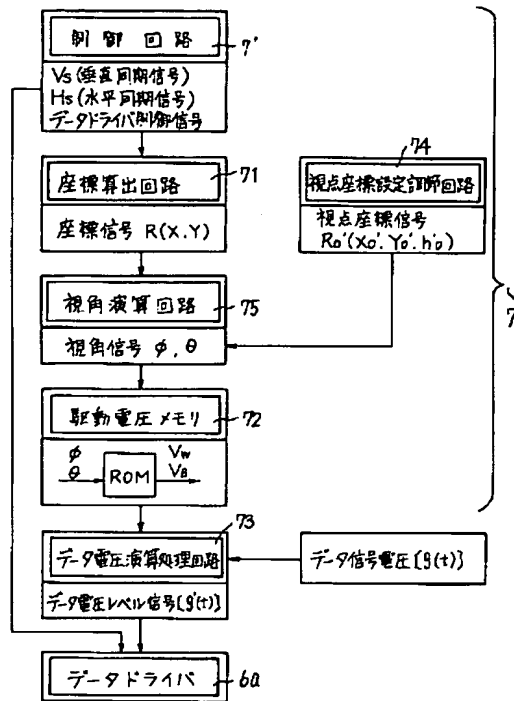 制御回路
7'
Vs(垂直同期信号)
Hs(水平同期信号)
データドライバ制御信号
座標算出回路
71
座標信号 R(X.Y)
74
視点座標設定調節回路
視点座標信号
Ro'(Xo'.Yo'.h'o)
視角演算回路
75
視角信号 φ, θ
7
駆動電圧メモリ
72
φ
θ
ROM
Vw
VB
73
データ電圧演算処理回路
データ信号電圧[g(t)]
データ電圧レベル信号[g'(t)]
データドライバ
6a